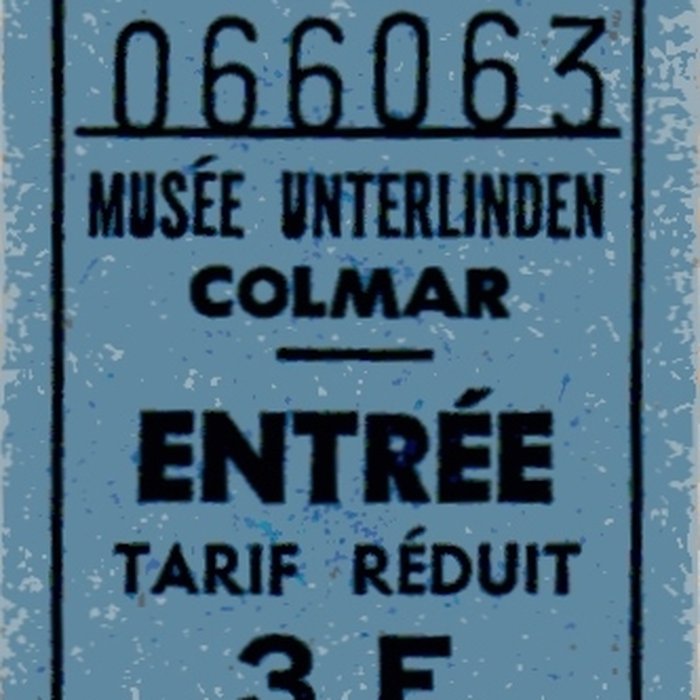 066063
MUSÉE UNTERLINDEN
COLMAR
ENTRÉE
TARIF RÉDUIT
3 F